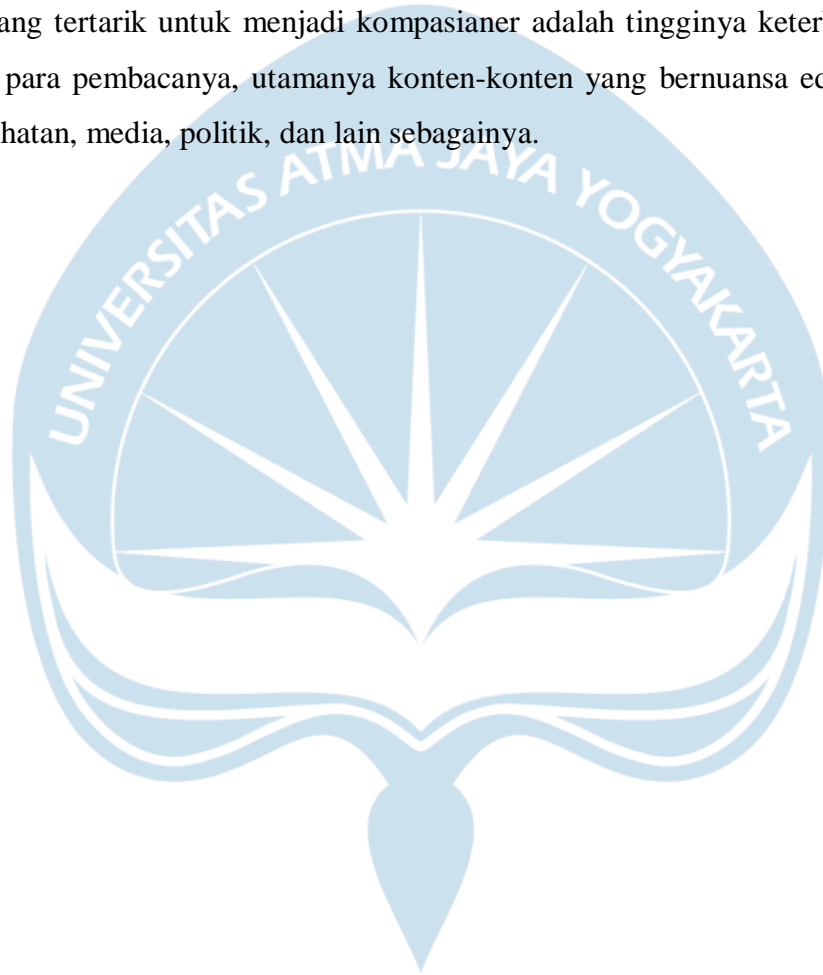 ang tertarik untuk menjadi kompasianer adalah tingginya keter
para pembacanya, utamanya konten-konten yang bernuansa ed
hatan, media, politik, dan lain sebagainya.
UNIVERSITAS ATMA JAYA YOGYAKARTA